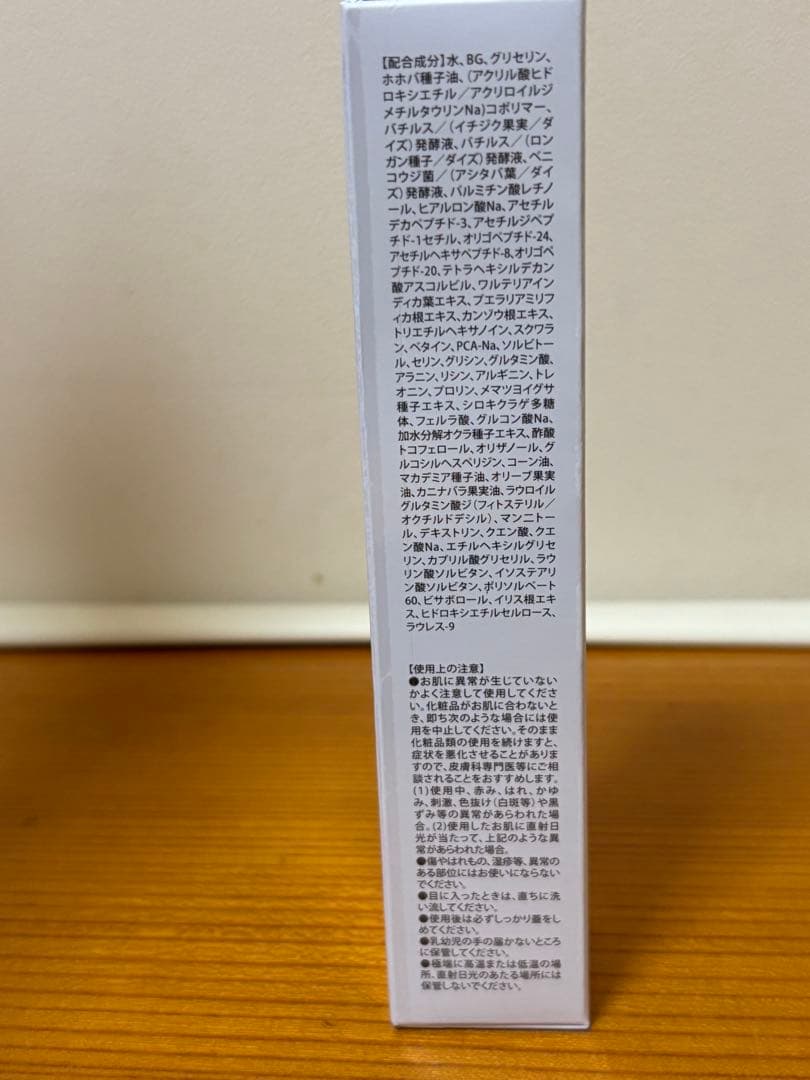 【配合成分】水、BG、グリセリン、
ホホバ種子油、(アクリル酸ヒド
ロキシエチル/アクリロイルジ
メチルタウリンNa)コポリマー、
バチルス/(イチジク果実/ダ
イズ)発酵液、バチルス/(ロン
ガン種子/ダイズ)発酵液、ベニ
コウジ菌/(アシタバ葉/ダイ
ズ)発酵液、パルミチン酸レチノ
ール、ヒアルロン酸Na、アセチル
デカペプチド-3、アセチルジペプ
チド-1セチル、オリゴペプチド-24、
アセチルヘキサペプチド-8、オリゴペ
プチド-20、テトラヘキシルデカン
酸アスコルビル、ワルテリアイン
ディカ葉エキス、プエラリアミリフ
ィカ根エキス、カンゾウ根エキス、
トリエチルヘキサノイン、スクワラ
ン、ベタイン、PCA-Na、ソルビトー
ル、セリン、グリシン、グルタミン酸、
アラニン、リシン、アルギニン、トレ
オニン、プロリン、メマツヨイグサ
種子エキス、シロキクラゲ多糖
体、フェルラ酸、グルコン酸Na、
加水分解オクラ種子エキス、酢酸
トコフェロール、オリザノール、グ
ルコシルヘスペリジン、コーン油、
マカデミア種子油、オリーブ果実
油、カニナバラ果実油、ラウロイル
グルタミン酸ジ(フィトステリル/
オクチルドデシル)、マンニトー
ル、デキストリン、クエン酸、クエ
ン酸Na、エチルヘキシルグリセ
リン、カプリル酸グリセリル、ラウ
リン酸ソルビタン、イソステアリン
酸ソルビタン、ポリソルベート
60、ビサボロール、イリス根エキ
ス、ヒドロキシエチルセルロース、
ラウレス-9
【使用上の注意】
●お肌に異常が生じていない
かよく注意して使用してくださ
い。化粧品がお肌に合わないと
き、即ち次のような場合には使
用を中止してください。そのまま
化粧品類の使用を続けますと、
症状を悪化させることがありま
すので、皮膚科専門医等にご相
談されることをおすすめします。
(1)使用中、赤み、はれ、かゆ
み、刺激、色抜け(白斑等)や黒
ずみ等の異常があらわれた場
合。(2)使用したお肌に直射日
光が当たって、上記のような異
常があらわれた場合。
●傷やはれもの、湿疹等、異常の
ある部位にはお使いにならない
でください。
●目に入ったときは、直ちに洗
い流してください。
●使用後は必ずしっかり蓋をし
めてください。
●乳幼児の手の届かないところ
に保管してください。
●極端に高温または低温の場
所、直射日光のあたる場所には
保管しないでください。